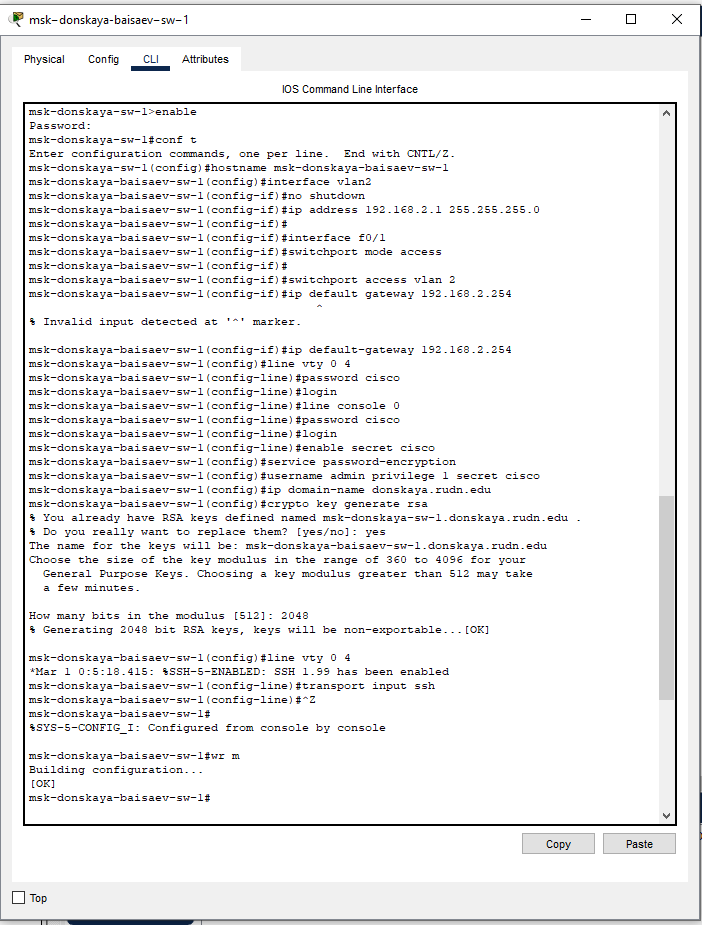 msk-donskaya-baisaev-sw-1
Physical Config CLI Attributes
IOS Command Line Interface
msk-donskaya-sw-1>enable
Password:
msk-donskaya-sw-1#conf t
Enter configuration commands, one per line.  End with CNTL/Z.
msk-donskaya-sw-1(config)#hostname msk-donskaya-baisaev-sw-1
msk-donskaya-baisaev-sw-1(config)#interface vlan2
msk-donskaya-baisaev-sw-1(config-if)#no shutdown
msk-donskaya-baisaev-sw-1(config-if)#ip address 192.168.2.1 255.255.255.0
msk-donskaya-baisaev-sw-1(config-if)#
msk-donskaya-baisaev-sw-1(config-if)#interface f0/1
msk-donskaya-baisaev-sw-1(config-if)#switchport mode access
msk-donskaya-baisaev-sw-1(config-if)#
msk-donskaya-baisaev-sw-1(config-if)#switchport access vlan 2
msk-donskaya-baisaev-sw-1(config-if)#ip default gateway 192.168.2.254
^
% Invalid input detected at '^' marker.
msk-donskaya-baisaev-sw-1(config-if)#ip default-gateway 192.168.2.254
msk-donskaya-baisaev-sw-1(config)#line vty 0 4
msk-donskaya-baisaev-sw-1(config-line)#password cisco
msk-donskaya-baisaev-sw-1(config-line)#login
msk-donskaya-baisaev-sw-1(config-line)#line console 0
msk-donskaya-baisaev-sw-1(config-line)#password cisco
msk-donskaya-baisaev-sw-1(config-line)#login
msk-donskaya-baisaev-sw-1(config-line)#enable secret cisco
msk-donskaya-baisaev-sw-1(config)#service password-encryption
msk-donskaya-baisaev-sw-1(config)#username admin privilege 1 secret cisco
msk-donskaya-baisaev-sw-1(config)#ip domain-name donskaya.rudn.edu
msk-donskaya-baisaev-sw-1(config)#crypto key generate rsa
% You already have RSA keys defined named msk-donskaya-sw-1.donskaya.rudn.edu .
% Do you really want to replace them? [yes/no]: yes
The name for the keys will be: msk-donskaya-baisaev-sw-1.donskaya.rudn.edu
Choose the size of the key modulus in the range of 360 to 4096 for your
General Purpose Keys. Choosing a key modulus greater than 512 may take
a few minutes.
How many bits in the modulus [512]: 2048
% Generating 2048 bit RSA keys, keys will be non-exportable...[OK]
msk-donskaya-baisaev-sw-1(config)#line vty 0 4
*Mar 1 0:5:18.415: %SSH-5-ENABLED: SSH 1.99 has been enabled
msk-donskaya-baisaev-sw-1(config-line)#transport input ssh
msk-donskaya-baisaev-sw-1(config-line)#^Z
msk-donskaya-baisaev-sw-1#
%SYS-5-CONFIG_I: Configured from console by console
msk-donskaya-baisaev-sw-1#wr m
Building configuration...
[OK]
msk-donskaya-baisaev-sw-1#
Copy Paste
Top